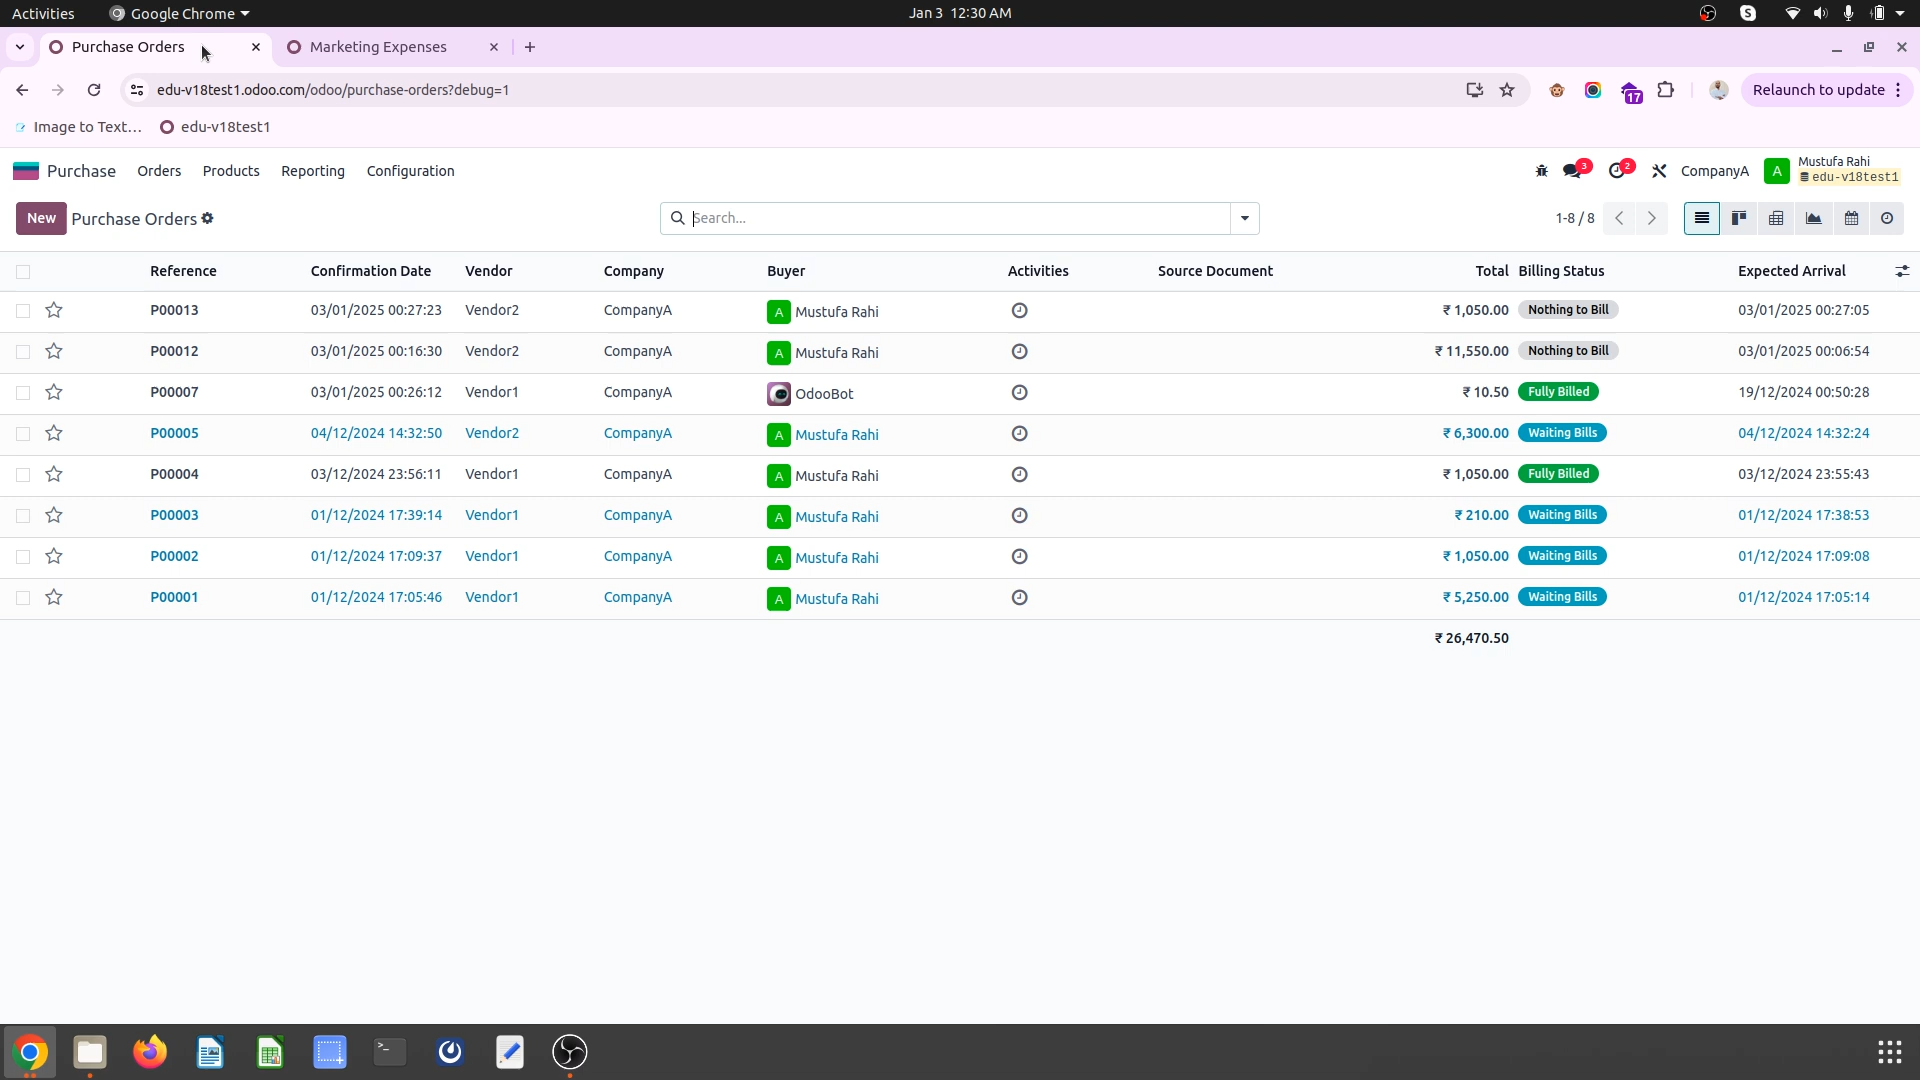 Activities Google Chrome Jan 3 12:30 AM
Purchase Orders Marketing Expenses
edu-v18test1.odoo.com/odoo/purchase-orders?debug=1 17 Relaunch to update
Image to Text... edu-v18test1
Purchase Orders Products Reporting Configuration 3 2 CompanyA A Mustufa Rahi
edu-v18test1
New Purchase Orders Search... 1-8 / 8
Reference Confirmation Date Vendor Company Buyer Activities Source Document Total Billing Status Expected Arrival
P00013 03/01/2025 00:27:23 Vendor2 CompanyA A Mustufa Rahi ₹ 1,050.00 Nothing to Bill 03/01/2025 00:27:05
P00012 03/01/2025 00:16:30 Vendor2 CompanyA A Mustufa Rahi ₹ 11,550.00 Nothing to Bill 03/01/2025 00:06:54
P00007 03/01/2025 00:26:12 Vendor1 CompanyA OdooBot ₹ 10.50 Fully Billed 19/12/2024 00:50:28
P00005 04/12/2024 14:32:50 Vendor2 CompanyA A Mustufa Rahi ₹ 6,300.00 Waiting Bills 04/12/2024 14:32:24
P00004 03/12/2024 23:56:11 Vendor1 CompanyA A Mustufa Rahi ₹ 1,050.00 Fully Billed 03/12/2024 23:55:43
P00003 01/12/2024 17:39:14 Vendor1 CompanyA A Mustufa Rahi ₹ 210.00 Waiting Bills 01/12/2024 17:38:53
P00002 01/12/2024 17:09:37 Vendor1 CompanyA A Mustufa Rahi ₹ 1,050.00 Waiting Bills 01/12/2024 17:09:08
P00001 01/12/2024 17:05:46 Vendor1 CompanyA A Mustufa Rahi ₹ 5,250.00 Waiting Bills 01/12/2024 17:05:14
₹ 26,470.50